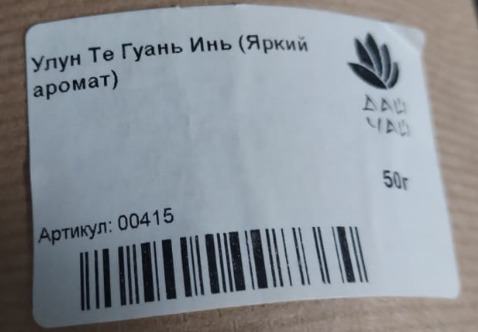 Улун Те Гуань Инь (Яркий
аромат)
ДАЙ
ЧАЙ
50г
Артикул: 00415